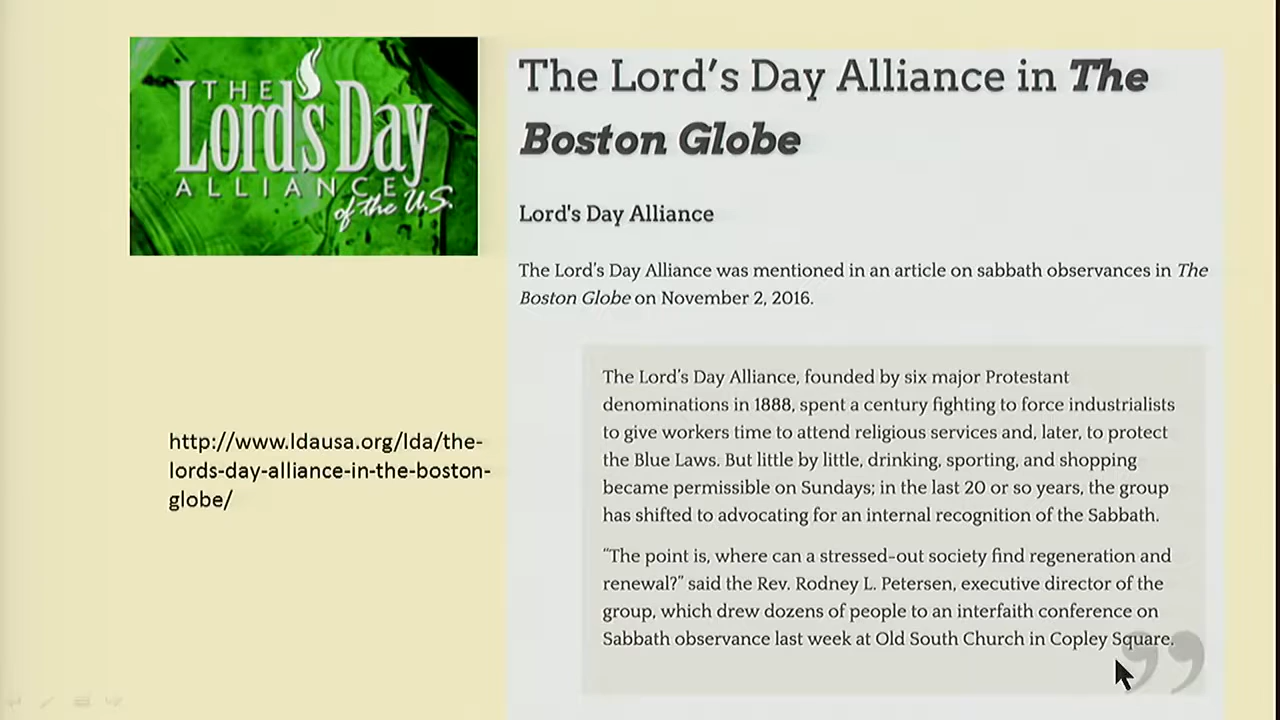 THE
Lord's Day
ALLIANCE
of the U.S.
The Lord’s Day Alliance in The
Boston Globe
Lord's Day Alliance
The Lord’s Day Alliance was mentioned in an article on sabbath observances in The
Boston Globe on November 2, 2016.
The Lord’s Day Alliance, founded by six major Protestant
denominations in 1888, spent a century fighting to force industrialists
to give workers time to attend religious services and, later, to protect
the Blue Laws. But little by little, drinking, sporting, and shopping
became permissible on Sundays; in the last 20 or so years, the group
has shifted to advocating for an internal recognition of the Sabbath.
“The point is, where can a stressed-out society find regeneration and
renewal?” said the Rev. Rodney L. Petersen, executive director of the
group, which drew dozens of people to an interfaith conference on
Sabbath observance last week at Old South Church in Copley Square.
”
http://www.ldausa.org/lda/the-
lords-day-alliance-in-the-boston-
globe/